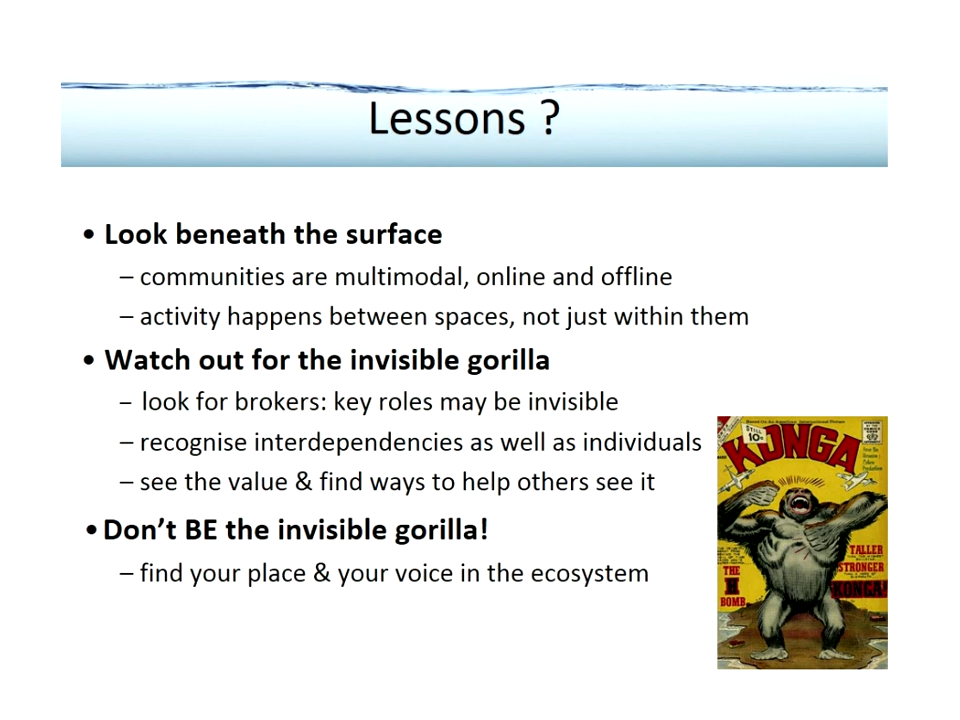 Lessons ?
• Look beneath the surface
– communities are multimodal, online and offline
– activity happens between spaces, not just within them
• Watch out for the invisible gorilla
– look for brokers: key roles may be invisible
– recognise interdependencies as well as individuals
– see the value & find ways to help others see it
• Don't BE the invisible gorilla!
– find your place & your voice in the ecosystem
STILL
10¢
KONGA
TALLER
STRONGER
KONGA!
THE
H
BOMB